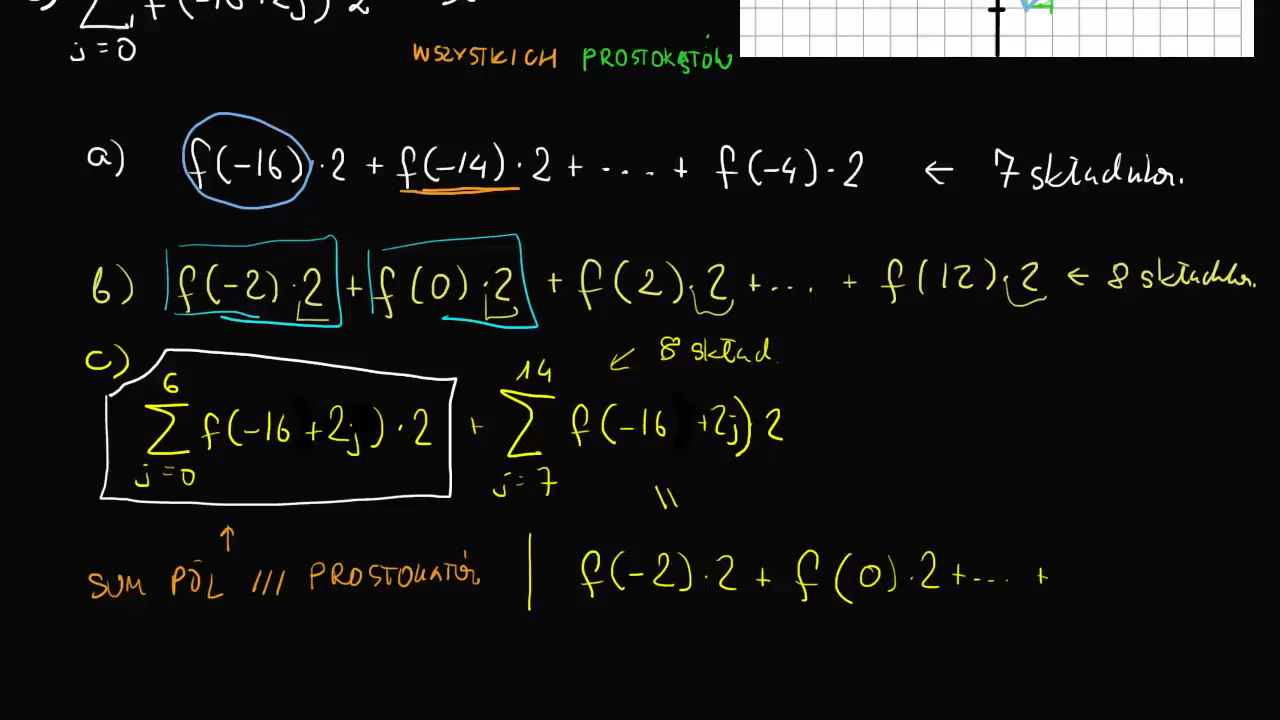 j=0
WSZYSTKICH PROSTOKĄTÓW
a) f(-16)·2 + f(-14)·2 + ... + f(-4)·2 ← 7 składników.
b) f(-2)·2 + f(0)·2 + f(2)·2 + ... + f(12)·2 ← 8 składników.
c) ← 8 skład.
6 14
∑ f(-16+2j)·2 + ∑ f(-16+2j)2
j=0 j=7
||
↑
SUM PÓL /// PROSTOKĄTÓW | f(-2)·2 + f(0)·2 + ... +